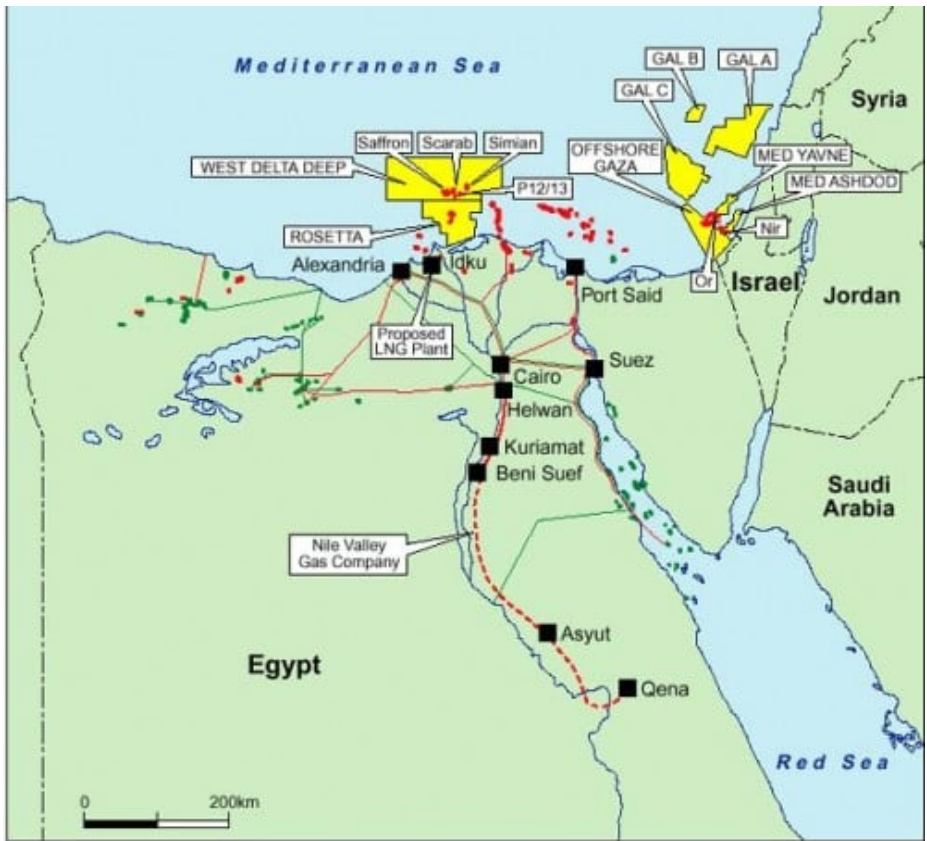 Mediterranean Sea
GAL B
GAL A
GAL C
Syria
Saffron
Scarab
Simian
OFFSHORE
GAZA
MED YAVNE
WEST DELTA DEEP
P12/13
MED ASHDOD
ROSETTA
Nir
Alexandria
Idku
Or
Israel
Port Said
Jordan
Proposed
LNG Plant
Suez
Cairo
Helwan
Kuriamat
Beni Suef
Saudi
Arabia
Nile Valley
Gas Company
Asyut
Egypt
Qena
Red Sea
0
200km